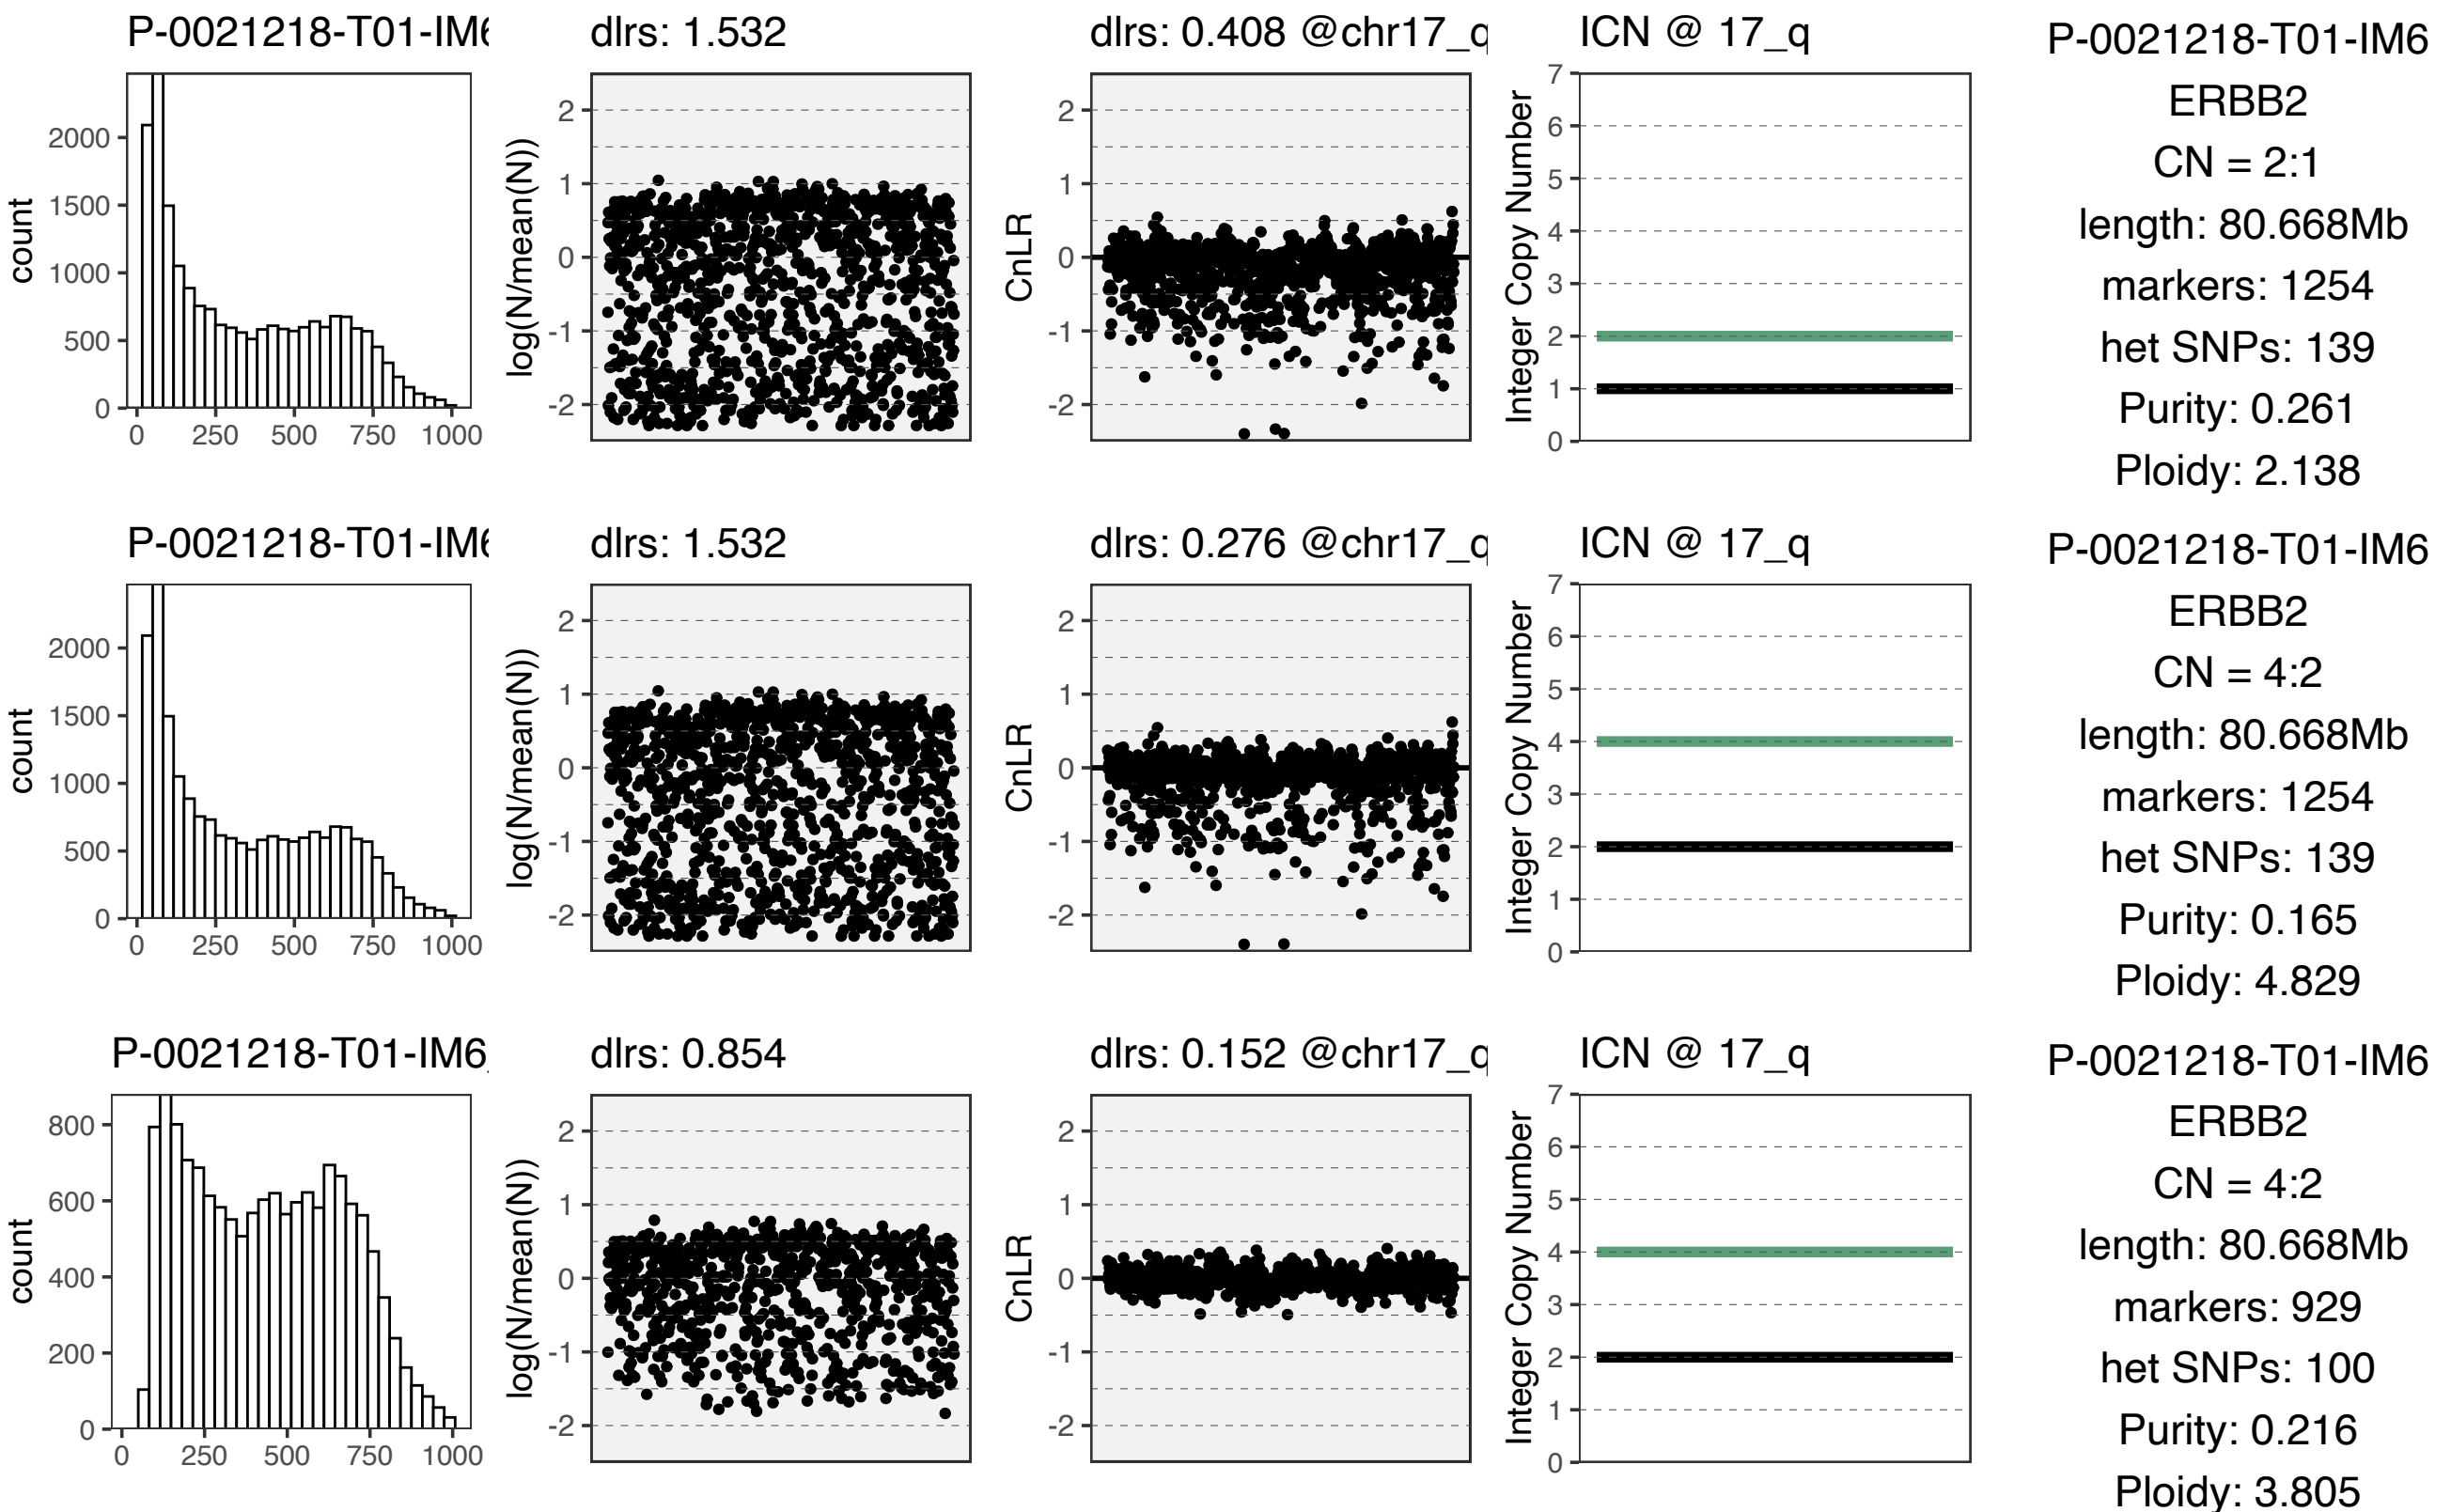 P-0021218-T01-IM6
dlrs: 1.532
dlrs: 0.408 @chr17_q
ICN @ 17_q
P-0021218-T01-IM6
ERBB2
CN = 2:1
length: 80.668Mb
markers: 1254
het SNPs: 139
Purity: 0.261
Ploidy: 2.138
count
2000
1500
1000
500
0
0 250 500 750 1000
log(N/mean(N))
2
1
0
-1
-2
CnLR
2
1
0
-1
-2
Integer Copy Number
7
6
5
4
3
2
1
0
P-0021218-T01-IM6
dlrs: 1.532
dlrs: 0.276 @chr17_q
ICN @ 17_q
P-0021218-T01-IM6
ERBB2
CN = 4:2
length: 80.668Mb
markers: 1254
het SNPs: 139
Purity: 0.165
Ploidy: 4.829
count
2000
1500
1000
500
0
0 250 500 750 1000
log(N/mean(N))
2
1
0
-1
-2
CnLR
2
1
0
-1
-2
Integer Copy Number
7
6
5
4
3
2
1
0
P-0021218-T01-IM6_
dlrs: 0.854
dlrs: 0.152 @chr17_q
ICN @ 17_q
P-0021218-T01-IM6
ERBB2
CN = 4:2
length: 80.668Mb
markers: 929
het SNPs: 100
Purity: 0.216
Ploidy: 3.805
count
800
600
400
200
0
0 250 500 750 1000
log(N/mean(N))
2
1
0
-1
-2
CnLR
2
1
0
-1
-2
Integer Copy Number
7
6
5
4
3
2
1
0